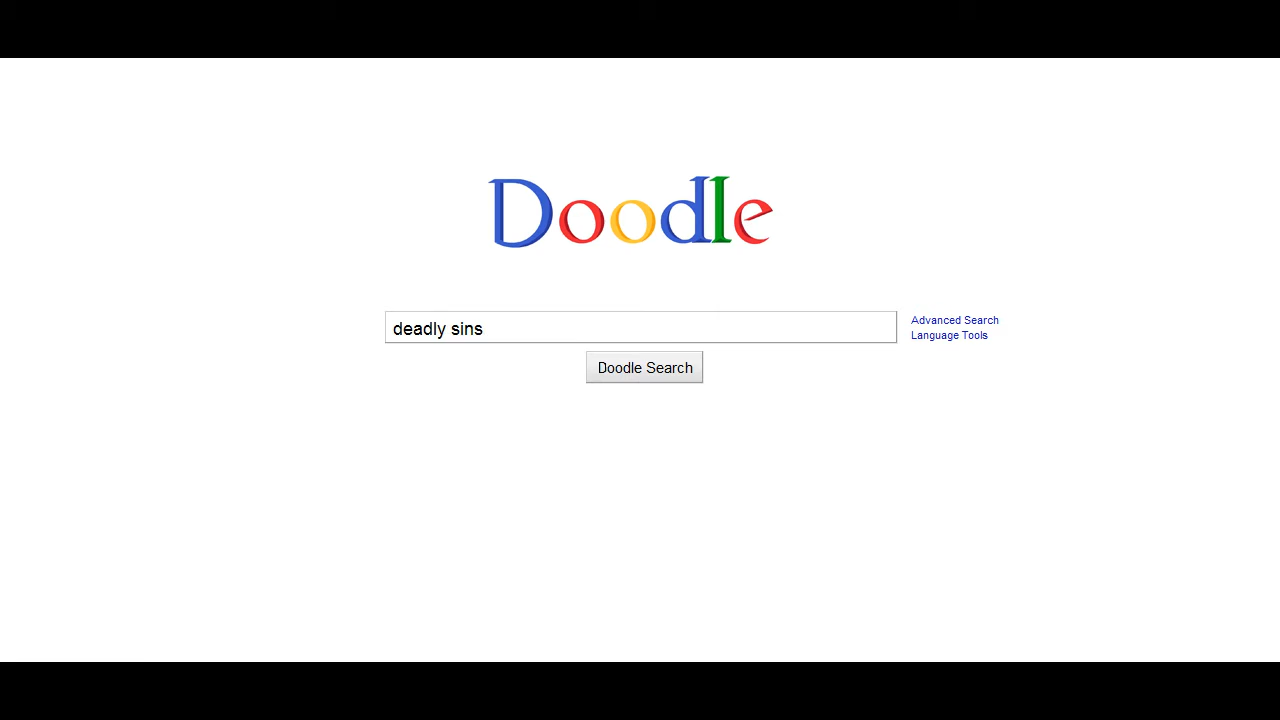 Doodle
deadly sins
Advanced Search
Language Tools
Doodle Search